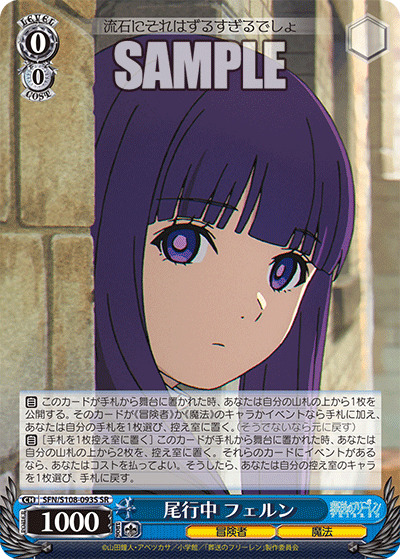 流石にそれはずるすぎるでしょ
LEVEL
0
0
COST
SAMPLE
自 このカードが手札から舞台に置かれた時、あなたは自分の山札の上から1枚を
公開する。そのカードが《冒険者》か《魔法》のキャラかイベントなら手札に加え、
あなたは自分の手札を1枚選び、控え室に置く。(そうでないなら元に戻す)
自 [手札を1枚控え室に置く] このカードが手札から舞台に置かれた時、あなたは
自分の山札の上から2枚を、控え室に置く。それらのカードにイベントがある
なら、あなたはコストを払ってよい。そうしたら、あなたは自分の控え室のキャ
ラを1枚選び、手札に戻す。
CH SFN/S108-093S SR
1000
尾行中 フェルン
葬送のフリーレン
冒険者
魔法
©山田鐘人・アベツカサ/小学館/「葬送のフリーレン」製作委員会